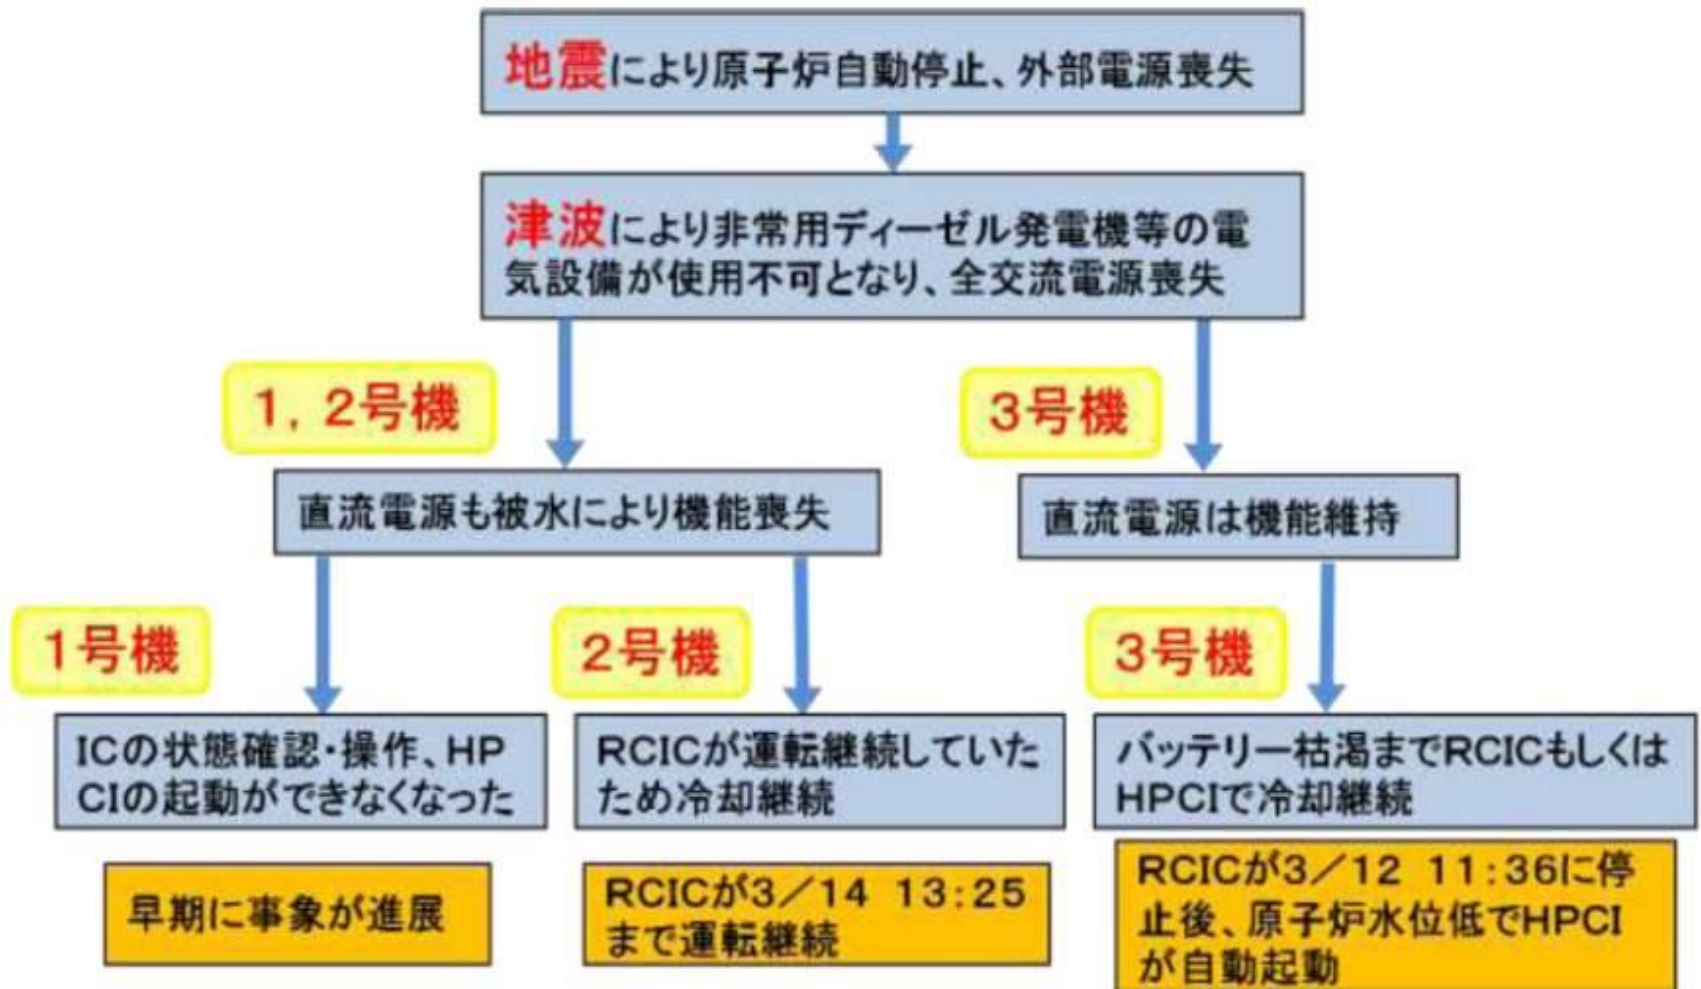 地震により原子炉自動停止、外部電源喪失
津波により非常用ディーゼル発電機等の電
気設備が使用不可となり、全交流電源喪失
1，2号機
3号機
直流電源も被水により機能喪失
直流電源は機能維持
1号機
2号機
3号機
ICの状態確認・操作、HP
CIの起動ができなくなった
RCICが運転継続していた
ため冷却継続
バッテリー枯渇までRCICもしくは
HPCIで冷却継続
早期に事象が進展
RCICが3／14 13：25
まで運転継続
RCICが3／12 11：36に停
止後、原子炉水位低でHPCI
が自動起動